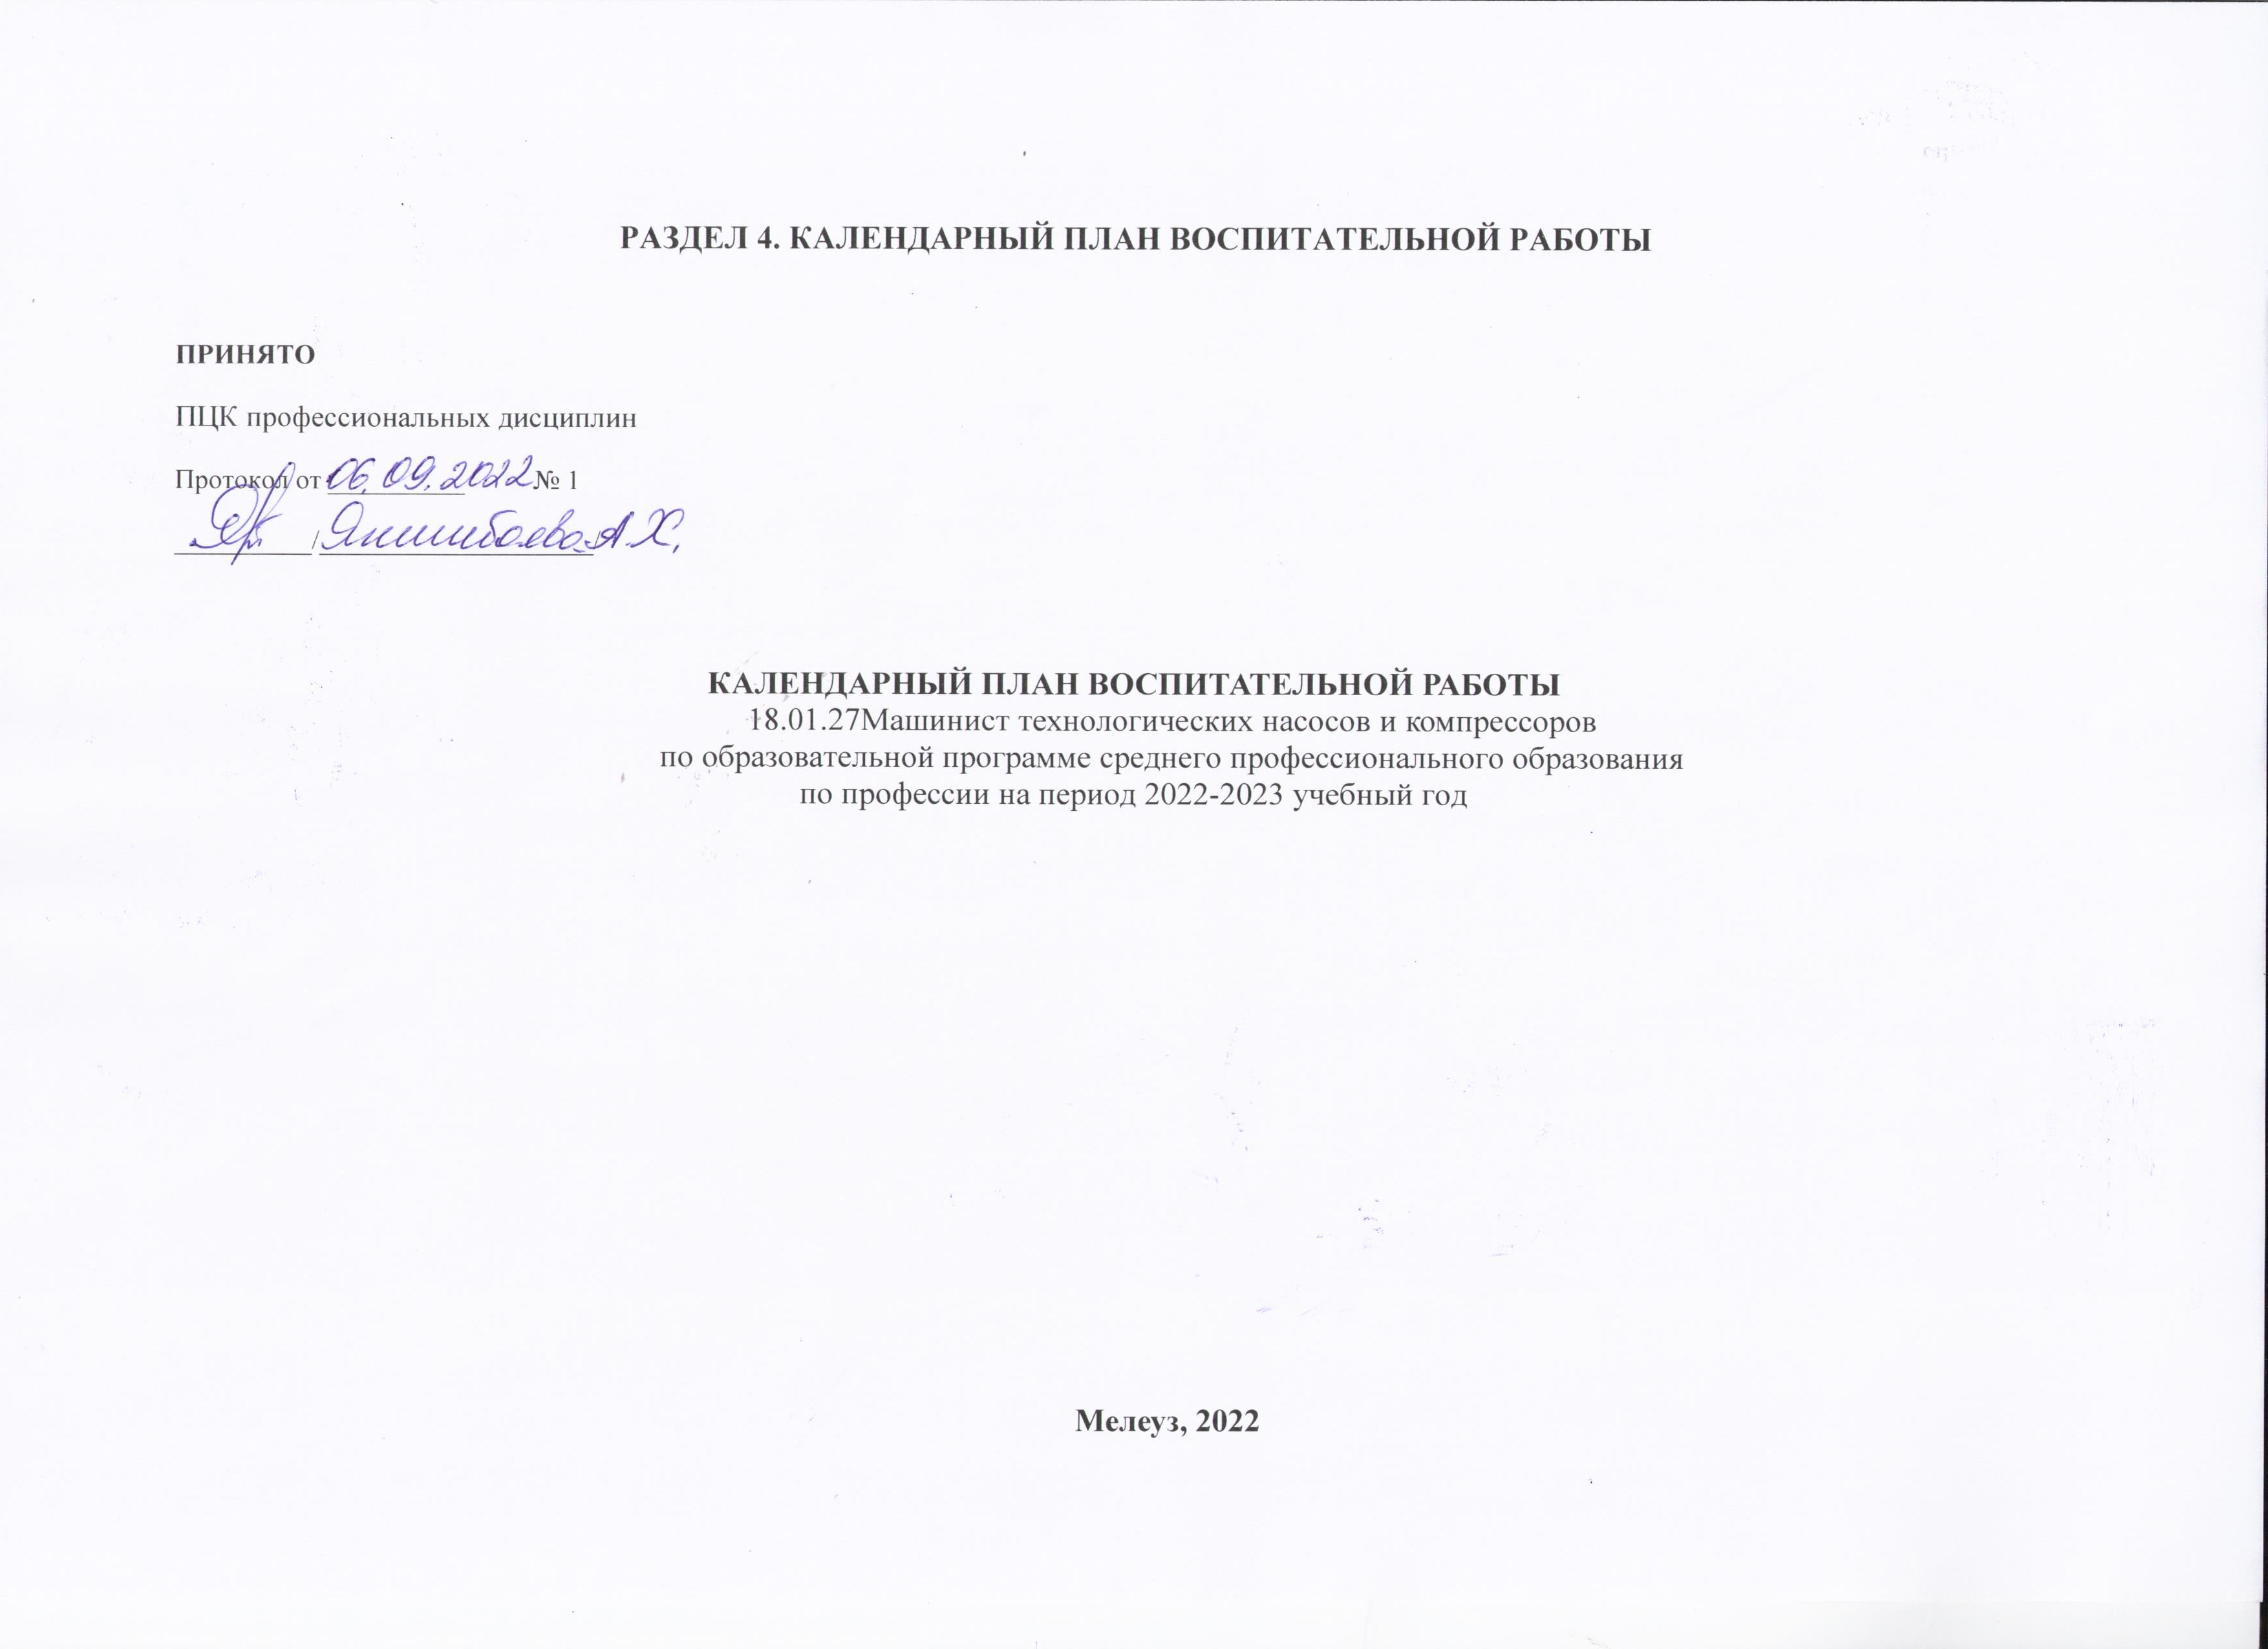 РАЗДЕЛ 4. КАЛЕНДАРНЫЙ ПЛАН ВОСПИТАТЕЛЬНОЙ РАБОТЫ
ПРИНЯТО
ПЦК профессиональных дисциплин
Протокол от 06.09.2022 № 1
/ Яншибаева А Х.
КАЛЕНДАРНЫЙ ПЛАН ВОСПИТАТЕЛЬНОЙ РАБОТЫ
18.01.27Машинист технологических насосов и компрессоров
по образовательной программе среднего профессионального образования
по профессии на период 2022-2023 учебный год
Мелеуз, 2022